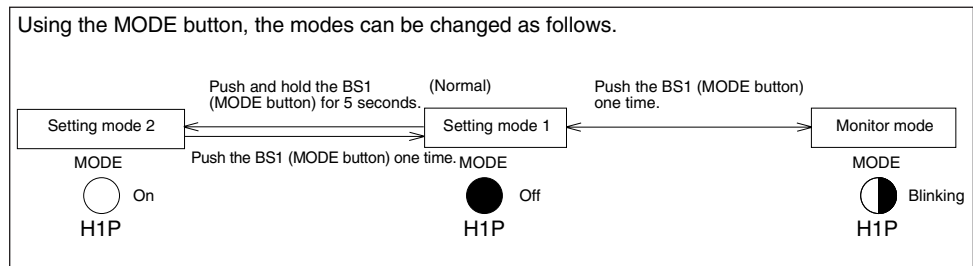 Using the MODE button, the modes can be changed as follows.
Push and hold the BS1
(MODE button) for 5 seconds.
(Normal)
Push the BS1 (MODE button)
one time.
Setting mode 2
Setting mode 1
Monitor mode
Push the BS1 (MODE button) one time.
MODE
MODE
MODE
On
Off
Blinking
H1P
H1P
H1P